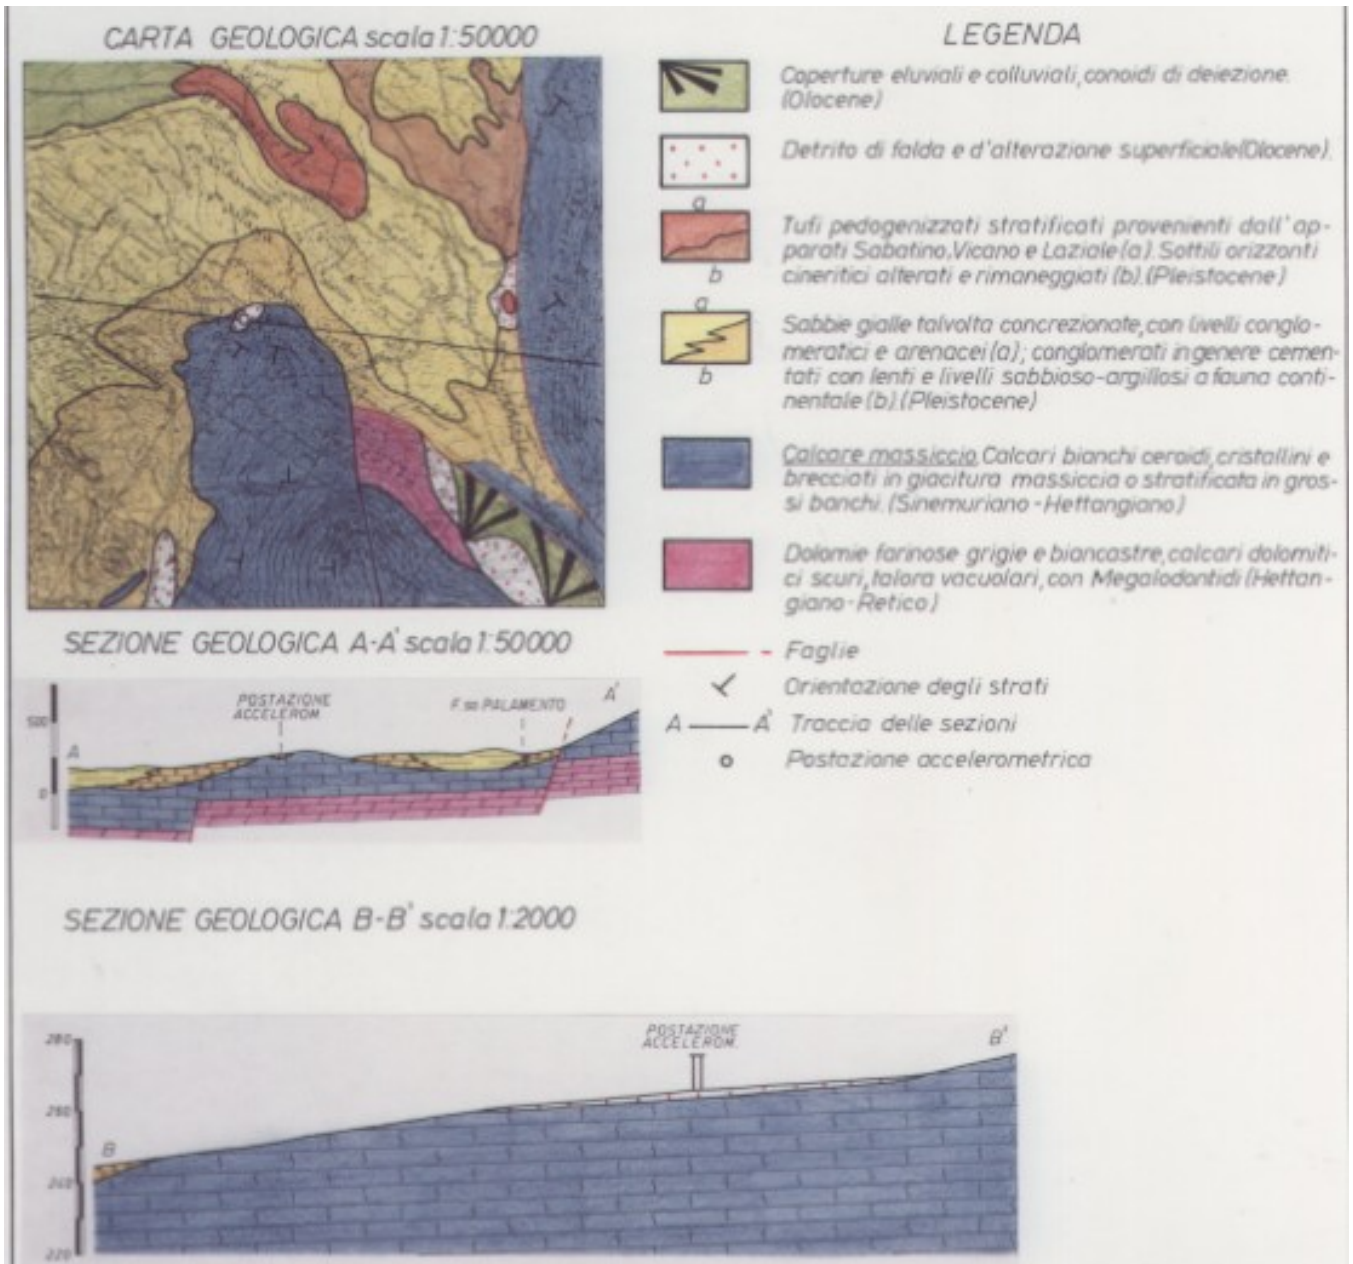 CARTA GEOLOGICA scala 1:50000
LEGENDA
Coperture eluviali e colluviali, conoidi di deiezione.
(Olocene)
Detrito di falda e d'alterazione superficiale(Olocene).
a
Tufi pedogenizzati stratificati provenienti dall'ap-
parati Sabatino,Vicano e Laziale(a). Sottili orizzonti
cineritici alterati e rimaneggiati (b).(Pleistocene)
b
a
Sabbie gialle talvolta concrezionate, con livelli conglo-
meratici e arenacei(a); conglomerati in genere cemen-
tati con lenti e livelli sabbioso-argillosi a fauna conti-
nentale (b).(Pleistocene)
b
Calcare massiccio. Calcari bianchi ceroidi, cristallini e
brecciati in giacitura massiccia o stratificata in gros-
si banchi. (Sinemuriano-Hettangiano)
Dolomie farinose grigie e biancastre, calcari dolomiti-
ci scuri, talora vacuolari, con Megalodontidi (Hettan-
giano-Retico)
Faglie
Orientazione degli strati
A A' Traccia delle sezioni
Postazione accelerometrica
SEZIONE GEOLOGICA A-A' scala 1:50000
POSTAZIONE
ACCELEROM.
F.so PALAMENTO
A'
500
A
0
SEZIONE GEOLOGICA B-B' scala 1:2000
POSTAZIONE
ACCELEROM.
B'
280
260
B
240
220